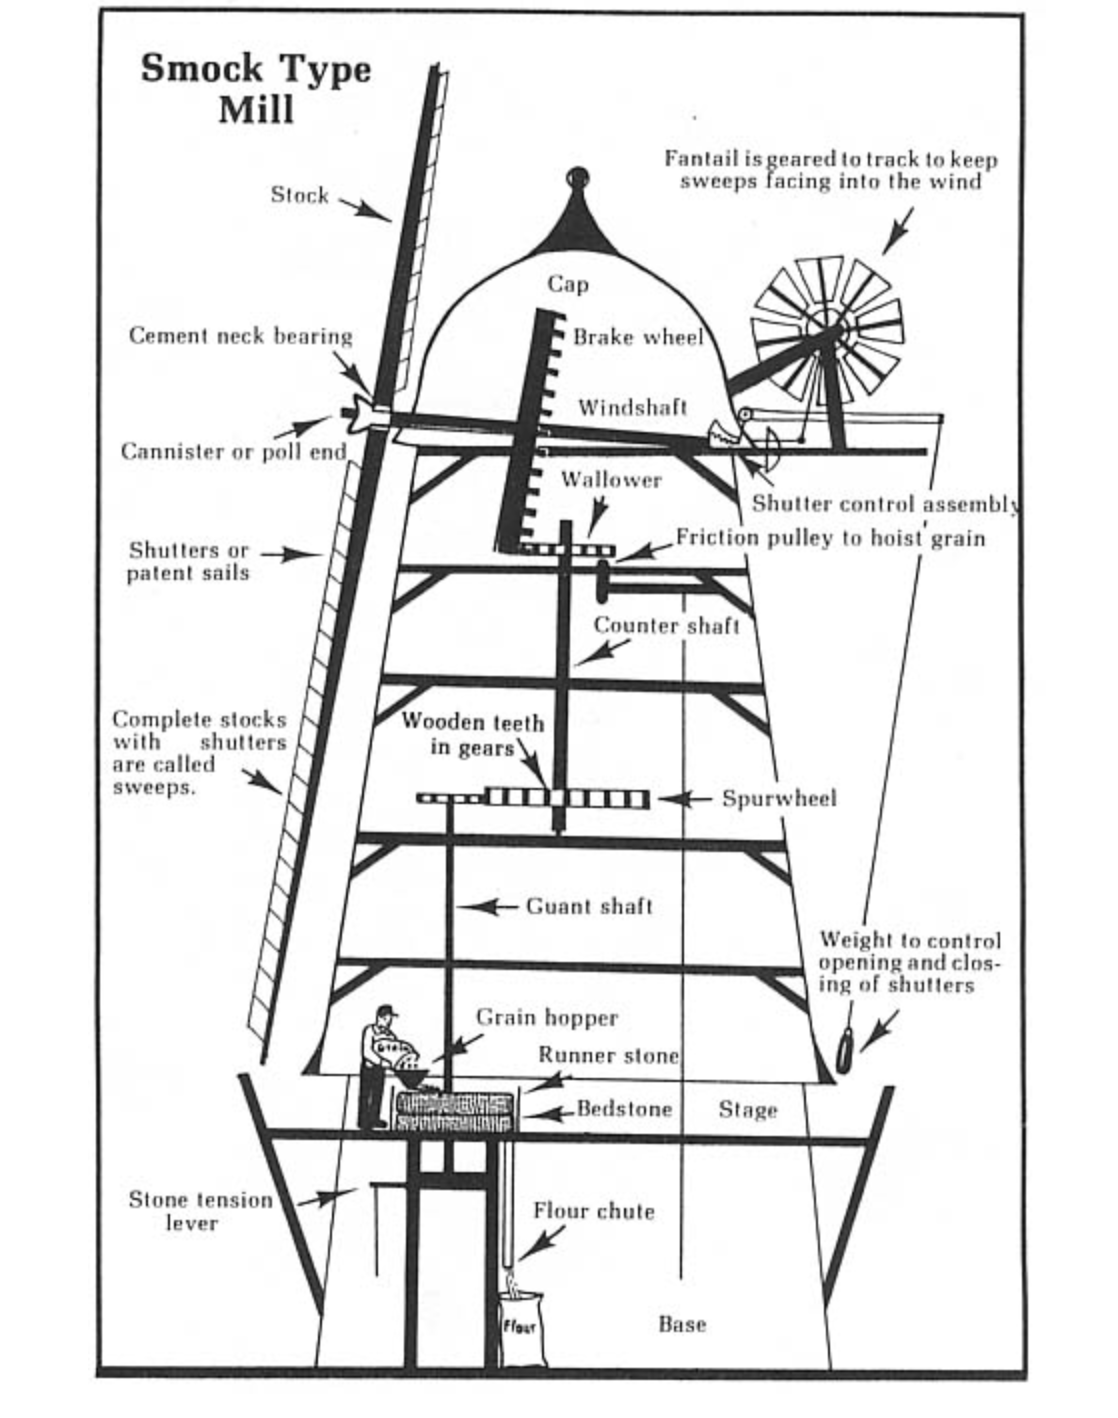 Smock Type
Mill
Fantail is geared to track to keep
sweeps facing into the wind
Stock
Cap
Cement neck bearing
Brake wheel
Windshaft
Cannister or poll end
Wallower
Shutter control assembly
Friction pulley to hoist grain
Shutters or
patent sails
Counter shaft
Complete stocks
with shutters
are called
sweeps.
Wooden teeth
in gears
Spurwheel
Guant shaft
Weight to control
opening and clos-
ing of shutters
Grain hopper
Grain
Runner stone
Bedstone
Stage
Stone tension
lever
Flour chute
Flour
Base